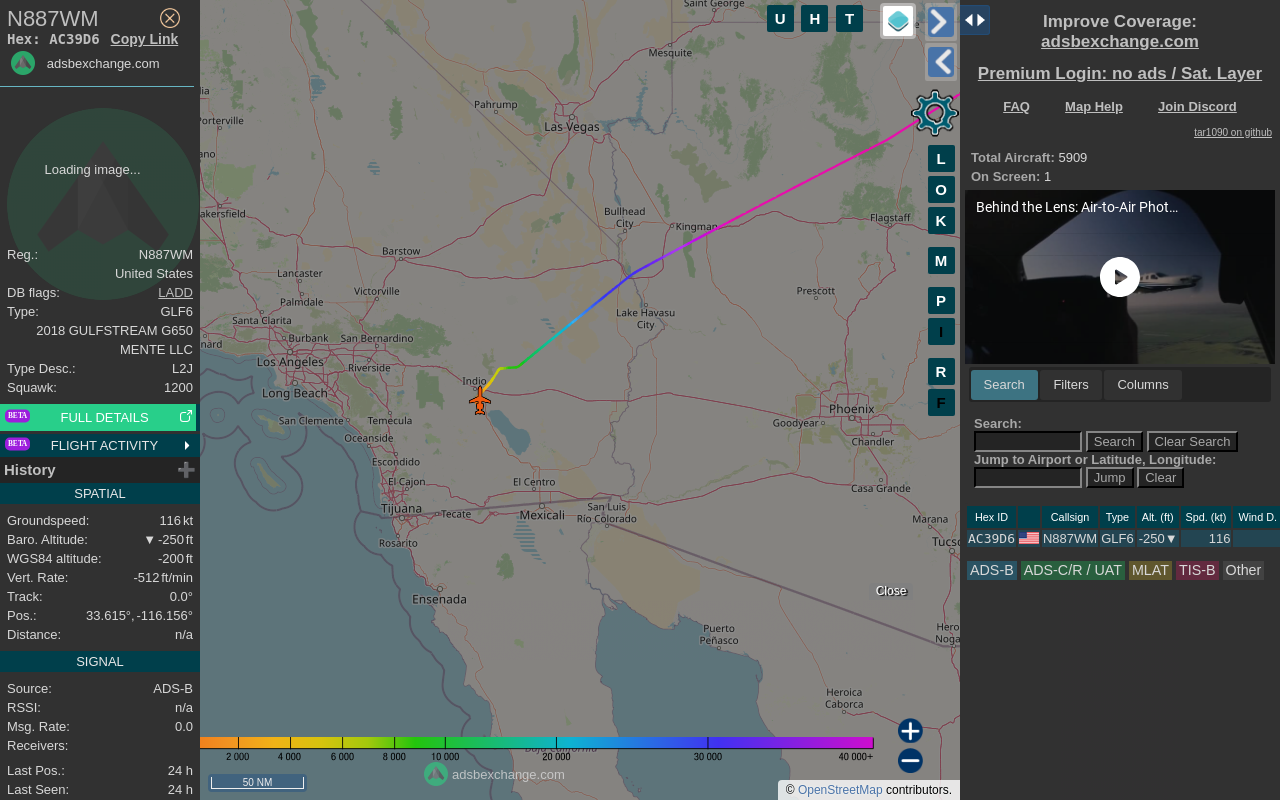 N887WM
Hex: AC39D6 Copy Link
adsbexchange.com
Loading image...
Reg.: N887WM
United States
DB flags: LADD
Type: GLF6
2018 GULFSTREAM G650
MENTE LLC
Type Desc.: L2J
Squawk: 1200
BETA FULL DETAILS
BETA FLIGHT ACTIVITY
History
SPATIAL
Groundspeed: 116 kt
Baro. Altitude: ▼ -250 ft
WGS84 altitude: -200 ft
Vert. Rate: -512 ft/min
Track: 0.0°
Pos.: 33.615°, -116.156°
Distance: n/a
SIGNAL
Source: ADS-B
RSSI: n/a
Msg. Rate: 0.0
Receivers:
Last Pos.: 24 h
Last Seen: 24 h
Saint George
Mesquite
Pahrump
Las Vegas
lia
Porterville
ano
akersfield
Bullhead
City
Kingman
Flagstaff
Barstow
Lancaster
Victorville
Palmdale
Prescott
Santa Clarita
Lake Havasu
City
nard
Burbank
San Bernardino
Los Angeles
Riverside
Long Beach
Indio
Phoenix
San Clemente
Temecula
Goodyear
Oceanside
Chandler
Escondido
El Cajon
El Centro
Casa Grande
Tijuana
Tecate
Mexicali
San Luis
Río Colorado
Marana
Rosarito
Tucso
Ensenada
Close
Puerto
Peñasco
Hero
Noga
Heroica
Caborca
Baja California
2 000
4 000
6 000
8 000
10 000
20 000
30 000
40 000+
adsbexchange.com
50 NM
© OpenStreetMap contributors.
U H T
L
O
K
M
P
I
R
F
Improve Coverage:
adsbexchange.com
Premium Login: no ads / Sat. Layer
FAQ Map Help Join Discord
tar1090 on github
Total Aircraft: 5909
On Screen: 1
Behind the Lens: Air-to-Air Phot...
Search Filters Columns
Search:
Search Clear Search
Jump to Airport or Latitude, Longitude:
Jump Clear
Hex ID Callsign Type Alt. (ft) Spd. (kt) Wind D.
AC39D6 N887WM GLF6 -250▼ 116
ADS-B ADS-C/R / UAT MLAT TIS-B Other